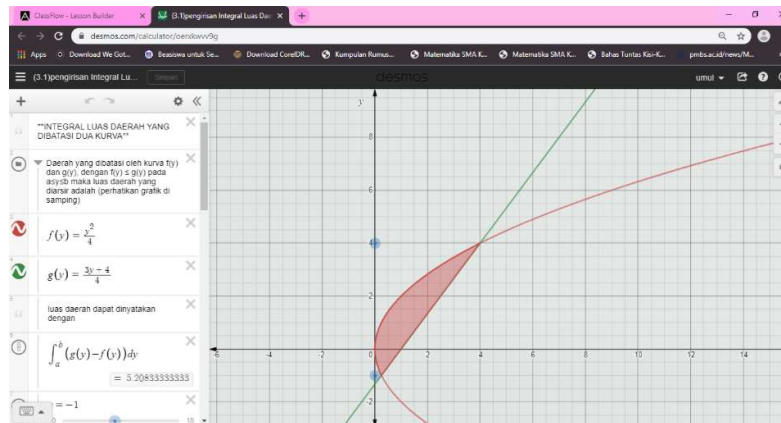 ClassFlow - Lesson Builder
(3.1)pengirisan Integral Luas Dae
desmos.com/calculator/oenxkwvv9g
Apps
Download We Got...
Beasiswa untuk Se...
Download CorelDR...
Kumpulan Rumus...
Matematika SMA K...
Matematika SMA K...
Bahas Tuntas Kisi-K...
pmbs.ac.id/news/M...
(3.1)pengirisan Integral Lu...
Simpan
desmos
umul
**INTEGRAL LUAS DAERAH YANG
DIBATASI DUA KURVA**
Daerah yang dibatasi oleh kurva f(y)
dan g(y), dengan f(y) ≤ g(y) pada
a≤y≤b maka luas daerah yang
diarsir adalah (perhatikan grafik di
samping)
f(y) = y²/4
g(y) = (3y + 4)/4
luas daerah dapat dinyatakan
dengan
∫ₐᵇ (g(y)−f(y))dy
= 5.20833333333
= −1
10
y
8
6
4
2
-2
-6 -4 -2 0 2 4 6 8 10 12 14